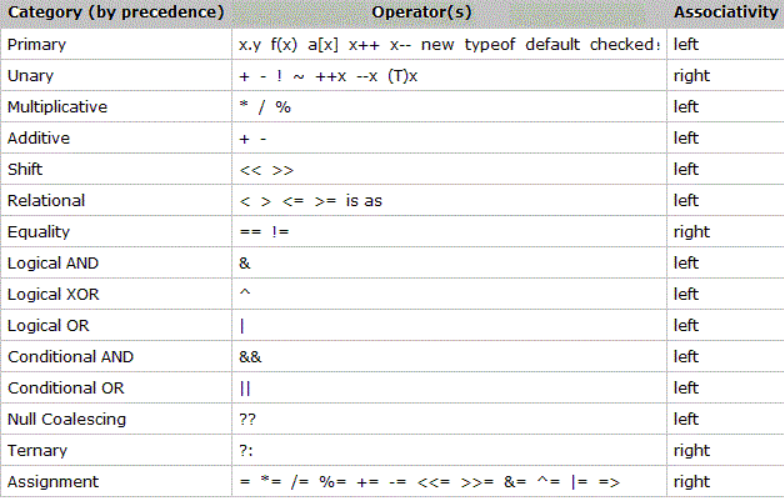 Category (by precedence) Operator(s) Associativity
Primary x.y f(x) a[x] x++ x-- new typeof default checked left
Unary + - ! ~ ++x --x (T)x right
Multiplicative * / % left
Additive + - left
Shift << >> left
Relational < > <= >= is as left
Equality == != right
Logical AND & left
Logical XOR ^ left
Logical OR | left
Conditional AND && left
Conditional OR || left
Null Coalescing ?? left
Ternary ?: right
Assignment = *= /= %= += -= <<= >>= &= ^= |= => right